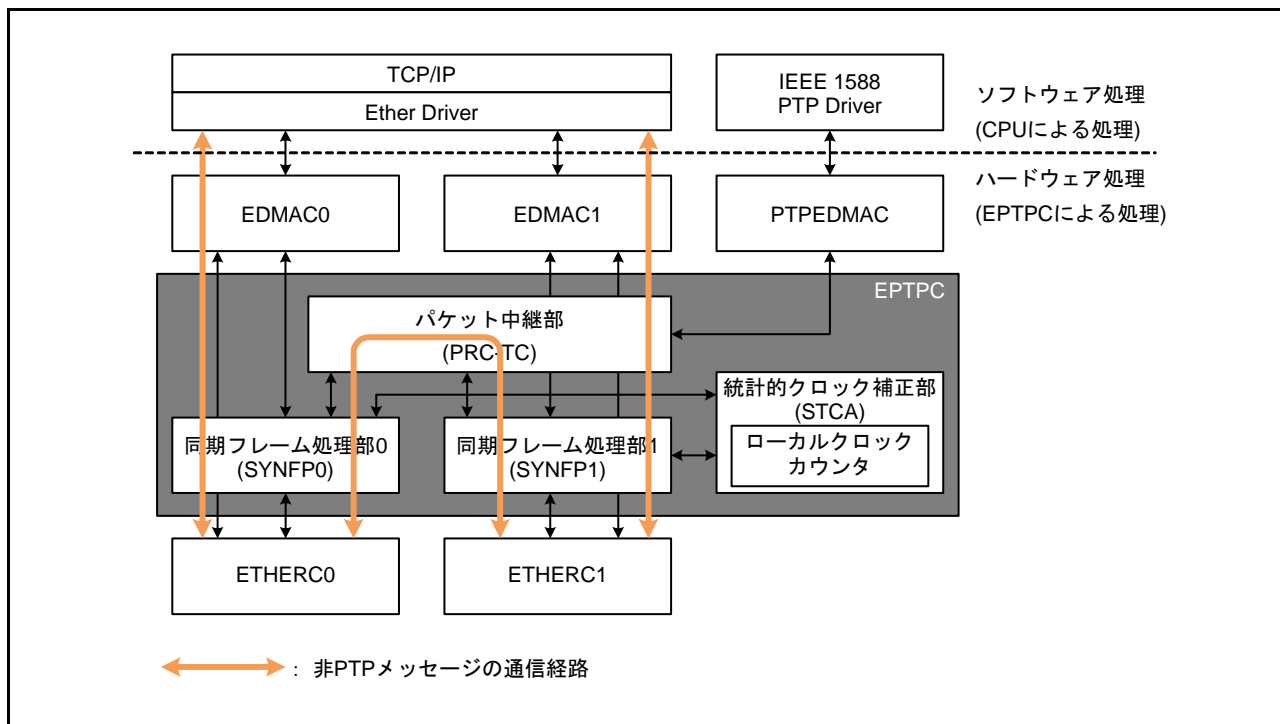 TCP/IP
Ether Driver
IEEE 1588
PTP Driver
ソフトウェア処理
(CPUによる処理)
ハードウェア処理
(EPTPCによる処理)
EDMAC0
EDMAC1
PTPEDMAC
EPTPC
パケット中継部
(PRC-TC)
同期フレーム処理部0
(SYNFP0)
同期フレーム処理部1
(SYNFP1)
統計的クロック補正部
(STCA)
ローカルクロック
カウンタ
ETHERC0
ETHERC1
: 非PTPメッセージの通信経路